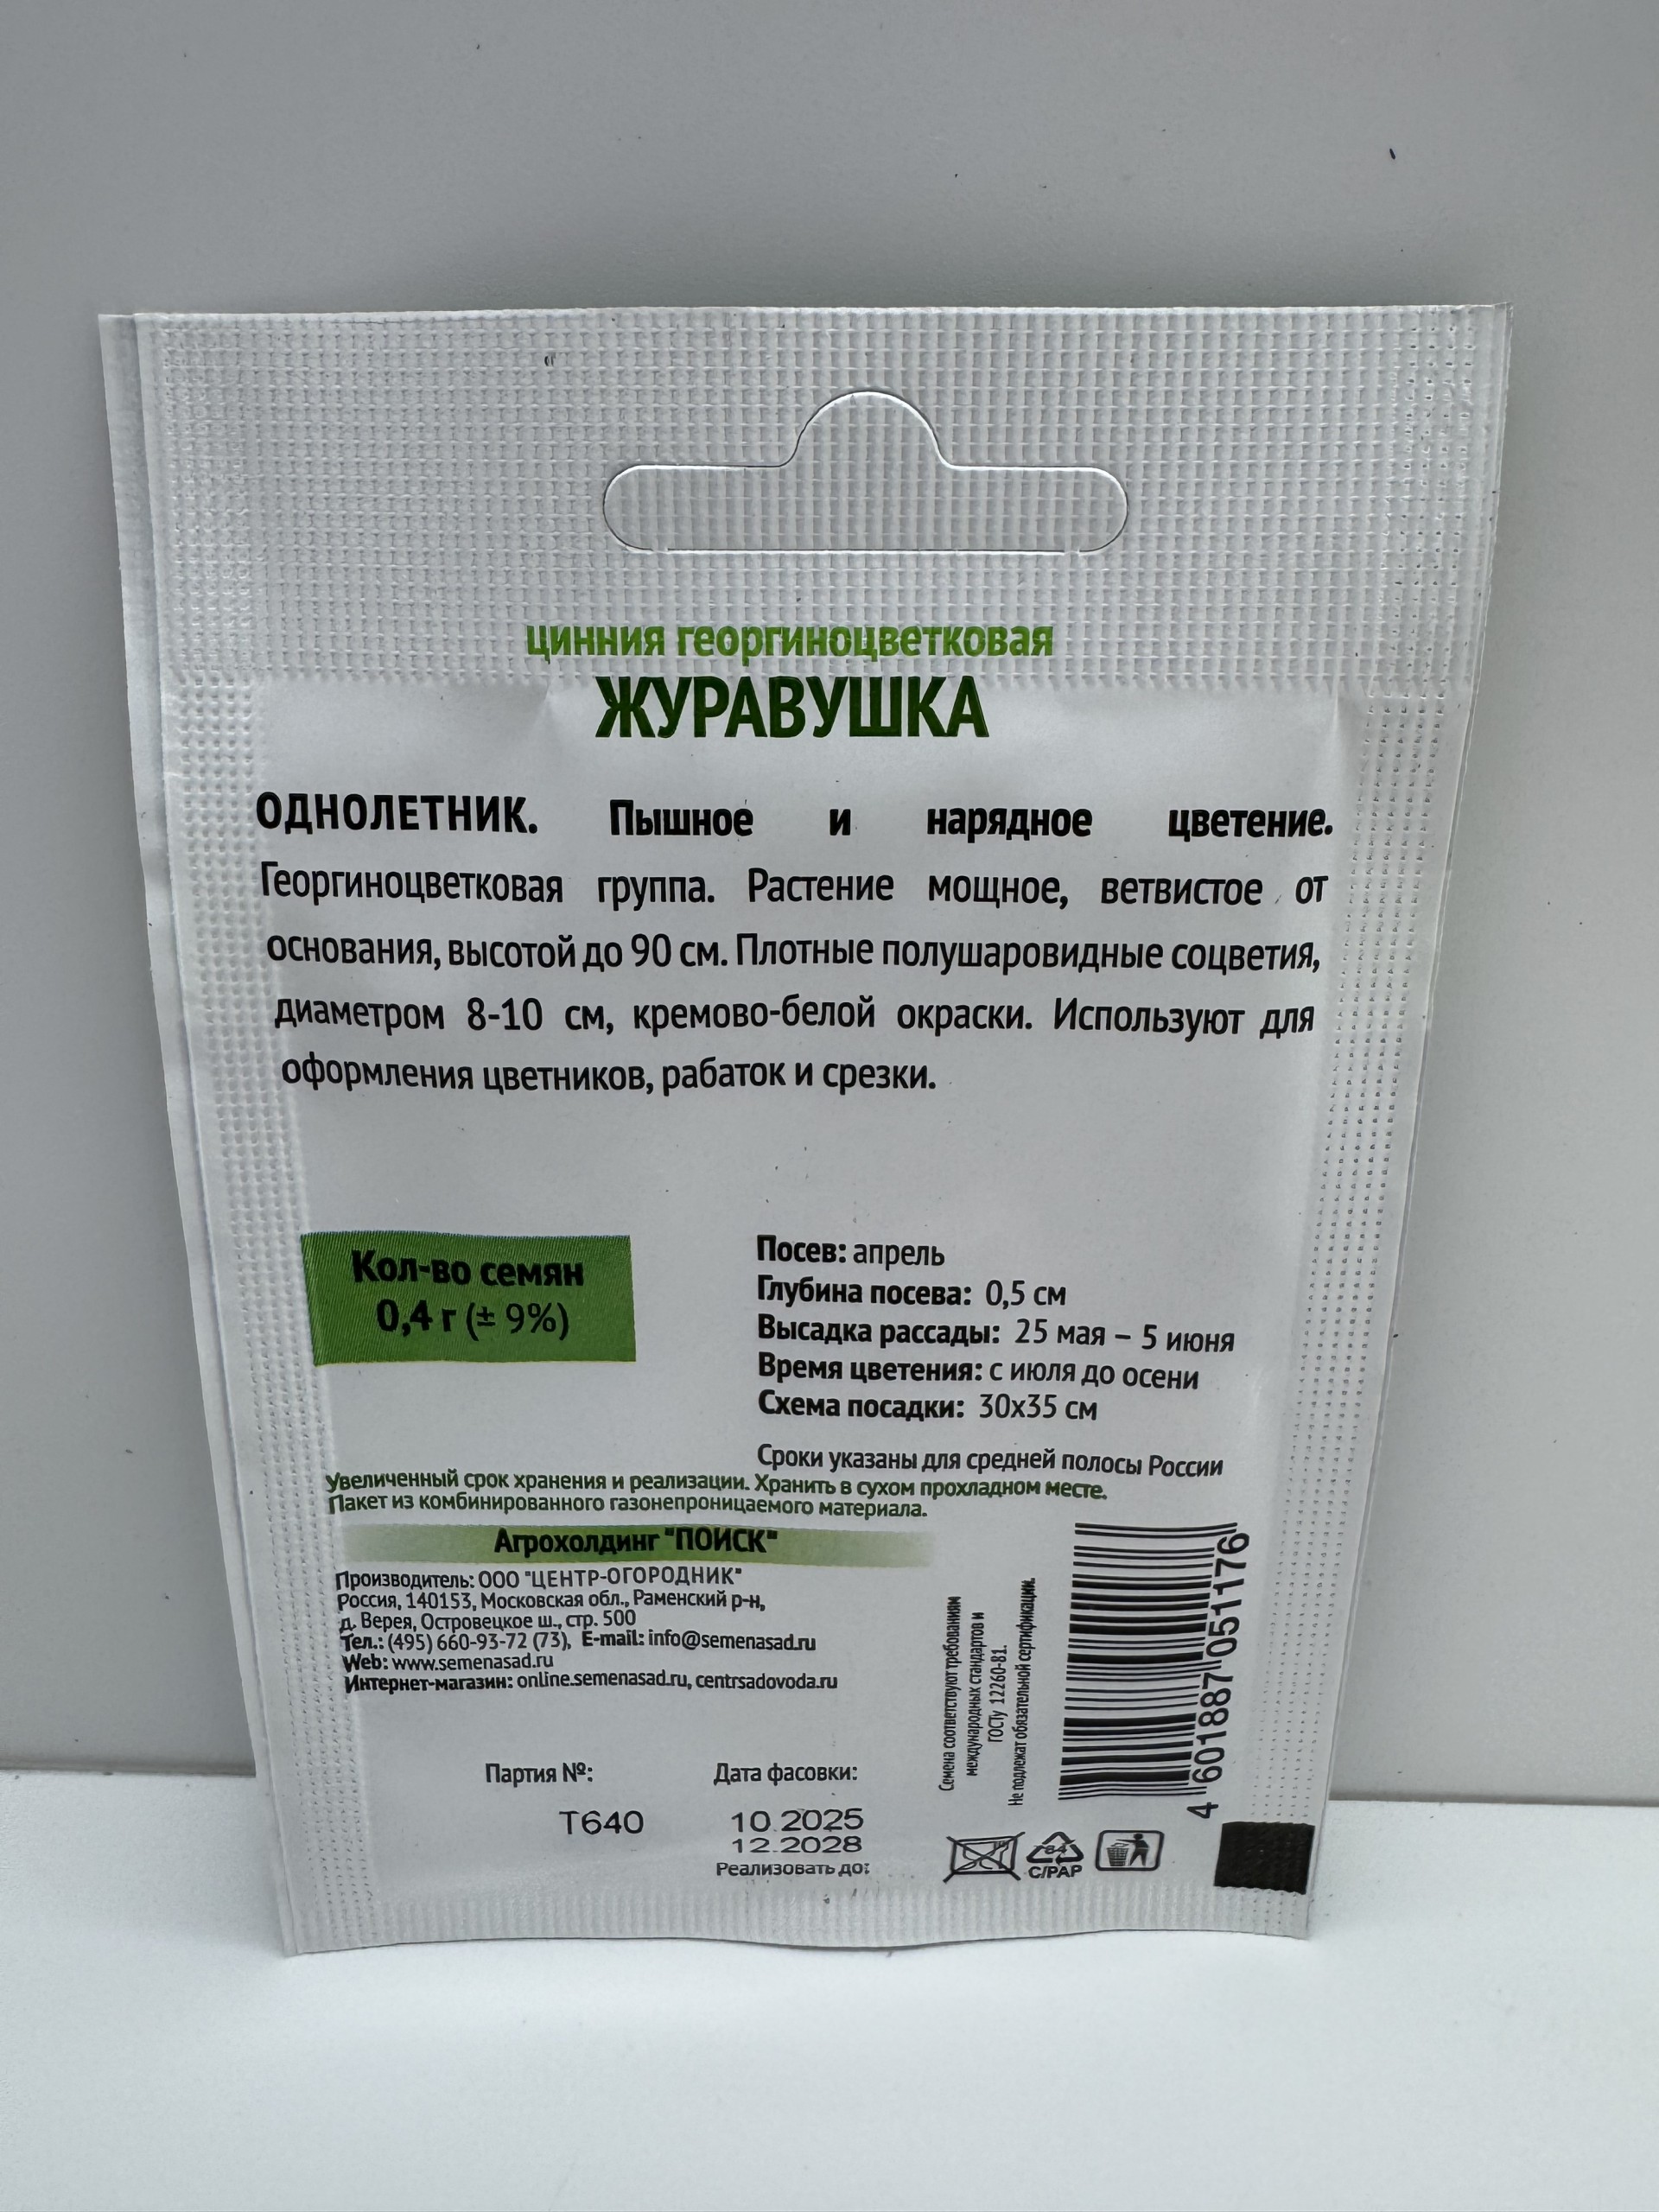 цинния георгиноцветковая
ЖУРАВУШКА
ОДНОЛЕТНИК. Пышное и нарядное цветение.
Георгиноцветковая группа. Растение мощное, ветвистое от
основания, высотой до 90 см. Плотные полушаровидные соцветия,
диаметром 8-10 см, кремово-белой окраски. Используют для
оформления цветников, рабаток и срезки.
Кол-во семян
0,4 г (± 9%)
Посев: апрель
Глубина посева: 0,5 см
Высадка рассады: 25 мая – 5 июня
Время цветения: с июля до осени
Схема посадки: 30х35 см
Сроки указаны для средней полосы России
Увеличенный срок хранения и реализации. Хранить в сухом прохладном месте.
Пакет из комбинированного газонепроницаемого материала.
Агрохолдинг "ПОИСК"
Производитель: ООО "ЦЕНТР-ОГОРОДНИК"
Россия, 140153, Московская обл., Раменский р-н,
д. Верея, Островецкое ш., стр. 500
Тел.: (495) 660-93-72 (73), E-mail: info@semenasad.ru
Web: www.semenasad.ru
Интернет-магазин: online.semenasad.ru, centrsadovoda.ru
Семена соответствуют требованиям
международных стандартов и
ГОСТу 12260-81.
Не подлежат обязательной сертификации.
4 601887 051176
Партия №:
T640
Дата фасовки:
10.2025
12.2028
Реализовать до:
84
C/PAP